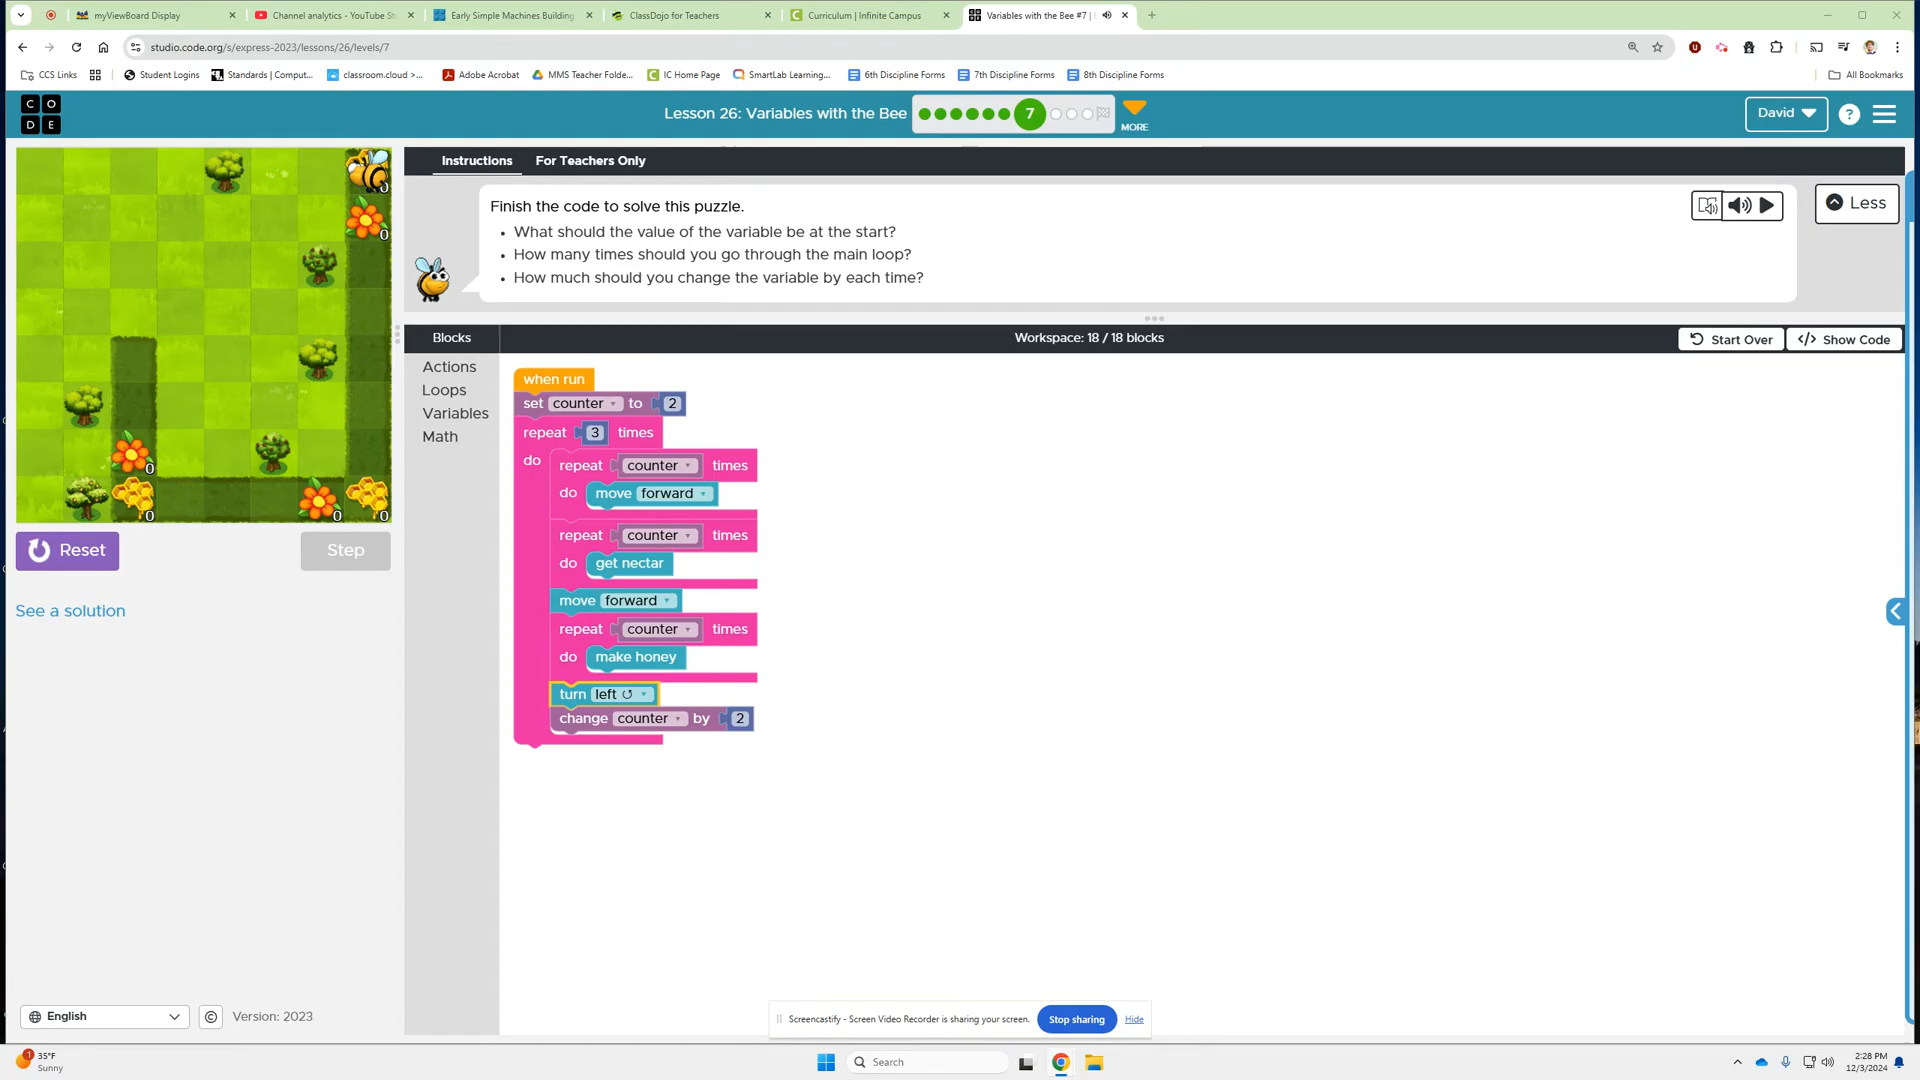 myViewBoard Display
Channel analytics - YouTube St
Early Simple Machines Building
ClassDojo for Teachers
Curriculum | Infinite Campus
Variables with the Bee #7 |
studio.code.org/s/express-2023/lessons/26/levels/7
CCS Links
Student Logins
Standards | Comput...
classroom.cloud >...
Adobe Acrobat
MMS Teacher Folde...
IC Home Page
SmartLab Learning...
6th Discipline Forms
7th Discipline Forms
8th Discipline Forms
All Bookmarks
C O
D E
Lesson 26: Variables with the Bee
7
MORE
David
?
Instructions
For Teachers Only
Finish the code to solve this puzzle.
• What should the value of the variable be at the start?
• How many times should you go through the main loop?
• How much should you change the variable by each time?
Less
0
0
0
0
0
0
Blocks
Workspace: 18 / 18 blocks
Start Over
</> Show Code
Actions
Loops
Variables
Math
when run
set counter to 2
repeat 3 times
do
repeat counter times
do move forward
repeat counter times
do get nectar
move forward
repeat counter times
do make honey
turn left ↺
change counter by 2
Reset
Step
See a solution
English
©
Version: 2023
Screencastify - Screen Video Recorder is sharing your screen.
Stop sharing
Hide
1
35°F
Sunny
Search
2:28 PM
12/3/2024